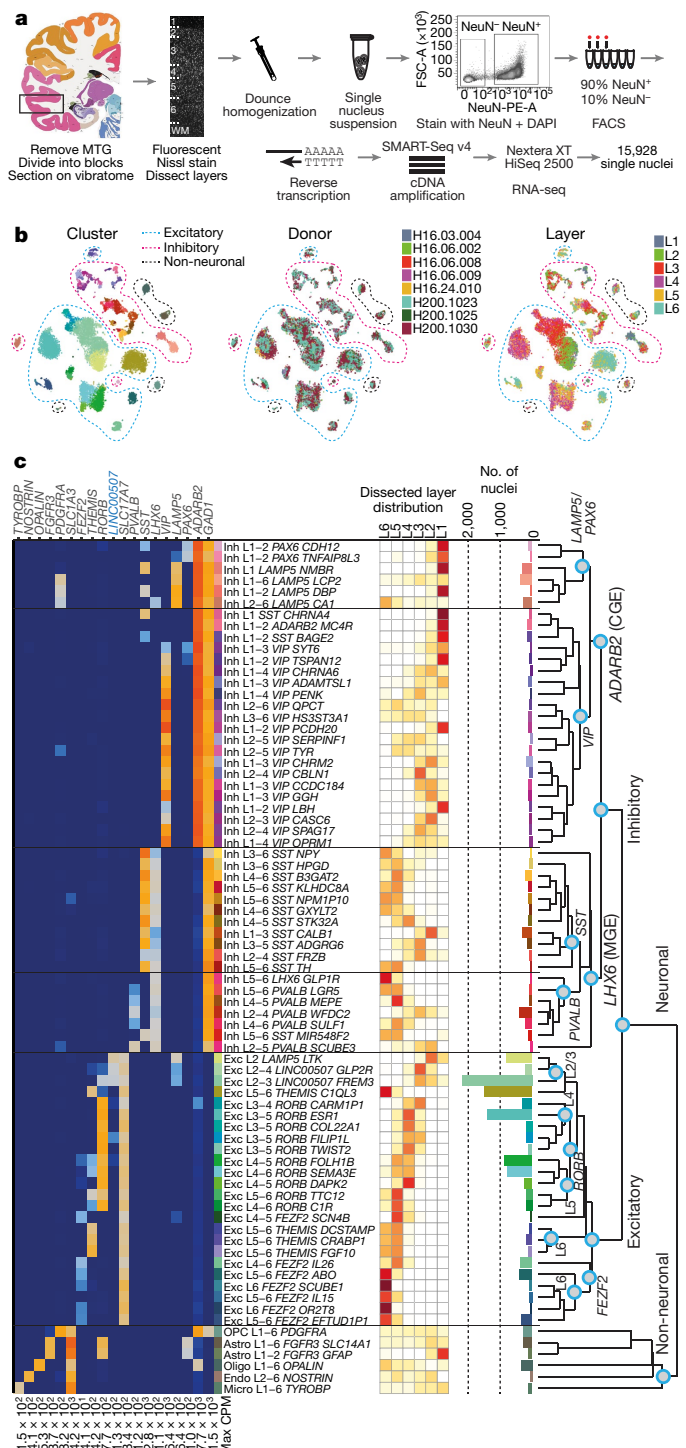 a
1
2
3
4
5
6
WM
Remove MTG
Divide into blocks
Section on vibratome
Fluorescent
Nissl stain
Dissect layers
Dounce
homogenization
Single
nucleus
suspension
FSC-A (×10³)
250
200
150
100
50
0
NeuN⁻ NeuN⁺
0 10² 10³ 10⁴ 10⁵
NeuN-PE-A
Stain with NeuN + DAPI
90% NeuN⁺
10% NeuN⁻
FACS
AAAAA
TTTTT
Reverse
transcription
SMART-Seq v4
cDNA
amplification
Nextera XT
HiSeq 2500
RNA-seq
15,928
single nuclei
b
Cluster
Excitatory
Inhibitory
Non-neuronal
Donor
H16.03.004
H16.06.002
H16.06.008
H16.06.009
H16.24.010
H200.1023
H200.1025
H200.1030
Layer
L1
L2
L3
L4
L5
L6
c
TYROBP
NOSTRIN
OPALIN
FGFR3
PDGFRA
SLC1A3
FEZF2
THEMIS
RORB
LINC00507
SLC17A7
PVALB
SST
LHX6
VIP
LAMP5
PAX6
ADARB2
GAD1
Dissected layer
distribution
L6
L5
L4
L3
L2
L1
No. of
nuclei
2,000
1,000
0
Inh L1–2 PAX6 CDH12
Inh L1–2 PAX6 TNFAIP8L3
Inh L1 LAMP5 NMBR
Inh L1–6 LAMP5 LCP2
Inh L1–2 LAMP5 DBP
Inh L2–6 LAMP5 CA1
Inh L1 SST CHRNA4
Inh L1–2 ADARB2 MC4R
Inh L1–2 SST BAGE2
Inh L1–3 VIP SYT6
Inh L1–2 VIP TSPAN12
Inh L1–4 VIP CHRNA6
Inh L1–3 VIP ADAMTSL1
Inh L1–4 VIP PENK
Inh L2–6 VIP QPCT
Inh L3–6 VIP HS3ST3A1
Inh L1–2 VIP PCDH20
Inh L2–5 VIP SERPINF1
Inh L2–5 VIP TYR
Inh L1–3 VIP CHRM2
Inh L2–4 VIP CBLN1
Inh L1–3 VIP CCDC184
Inh L1–3 VIP GGH
Inh L1–2 VIP LBH
Inh L2–3 VIP CASC6
Inh L2–4 VIP SPAG17
Inh L1–4 VIP OPRM1
Inh L3–6 SST NPY
Inh L3–6 SST HPGD
Inh L4–6 SST B3GAT2
Inh L5–6 SST KLHDC8A
Inh L5–6 SST NPM1P10
Inh L4–6 SST GXYLT2
Inh L4–5 SST STK32A
Inh L1–3 SST CALB1
Inh L3–5 SST ADGRG6
Inh L2–4 SST FRZB
Inh L5–6 SST TH
Inh L5–6 LHX6 GLP1R
Inh L5–6 PVALB LGR5
Inh L4–5 PVALB MEPE
Inh L2–4 PVALB WFDC2
Inh L4–6 PVALB SULF1
Inh L5–6 SST MIR548F2
Inh L2–5 PVALB SCUBE3
Exc L2 LAMP5 LTK
Exc L2–4 LINC00507 GLP2R
Exc L2–3 LINC00507 FREM3
Exc L5–6 THEMIS C1QL3
Exc L3–4 RORB CARM1P1
Exc L3–5 RORB ESR1
Exc L3–5 RORB COL22A1
Exc L3–5 RORB FILIP1L
Exc L3–5 RORB TWIST2
Exc L4–5 RORB FOLH1B
Exc L4–6 RORB SEMA3E
Exc L4–5 RORB DAPK2
Exc L5–6 RORB TTC12
Exc L4–6 RORB C1R
Exc L4–5 FEZF2 SCN4B
Exc L5–6 THEMIS DCSTAMP
Exc L5–6 THEMIS CRABP1
Exc L5–6 THEMIS FGF10
Exc L4–6 FEZF2 IL26
Exc L5–6 FEZF2 ABO
Exc L6 FEZF2 SCUBE1
Exc L5–6 FEZF2 IL15
Exc L6 FEZF2 OR2T8
Exc L5–6 FEZF2 EFTUD1P1
OPC L1–6 PDGFRA
Astro L1–6 FGFR3 SLC14A1
Astro L1–2 FGFR3 GFAP
Oligo L1–6 OPALIN
Endo L2–6 NOSTRIN
Micro L1–6 TYROBP
LAMP5/
PAX6
ADARB2 (CGE)
VIP
Inhibitory
SST
LHX6 (MGE)
PVALB
Neuronal
L2/3
L4
RORB
L5
L6
Excitatory
L6
FEZF2
Non-neuronal
Max CPM